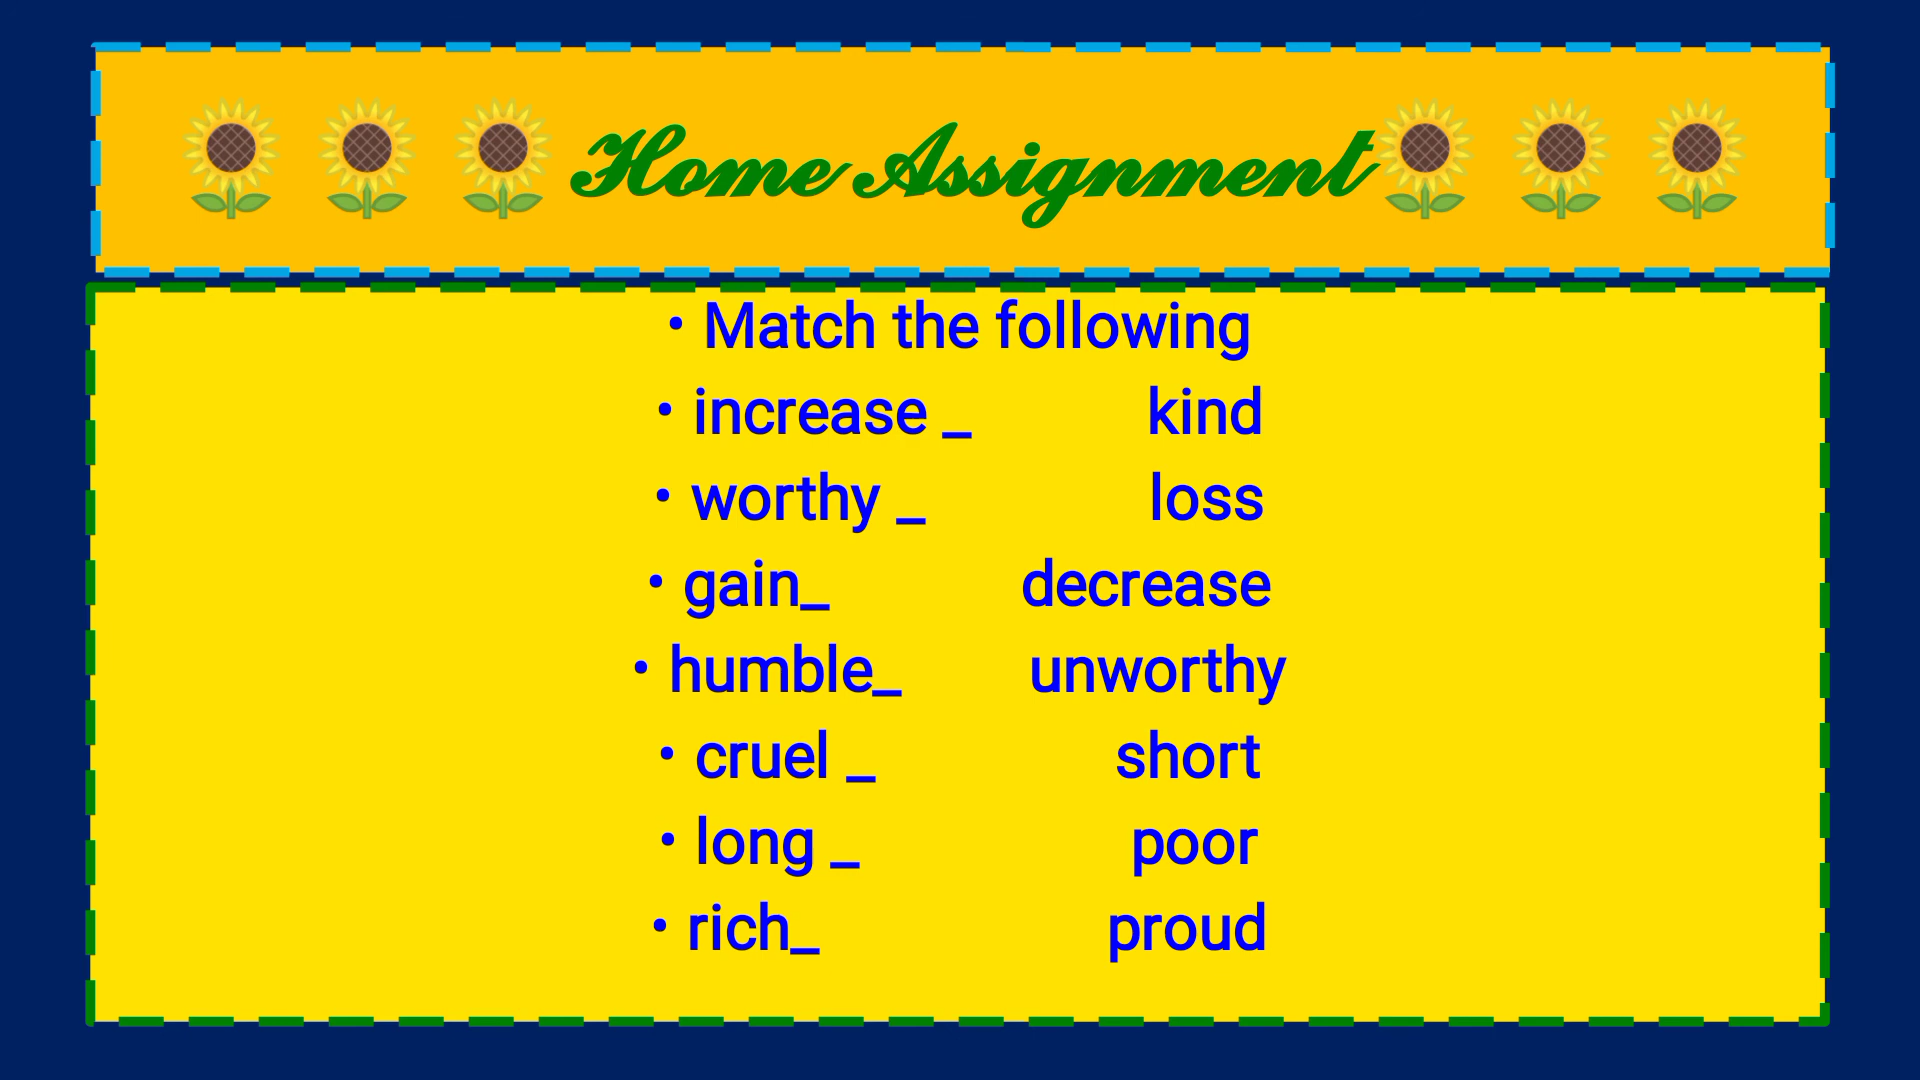 Home Assignment
• Match the following
• increase _ kind
• worthy _ loss
• gain_ decrease
• humble_ unworthy
• cruel _ short
• long _ poor
• rich_ proud